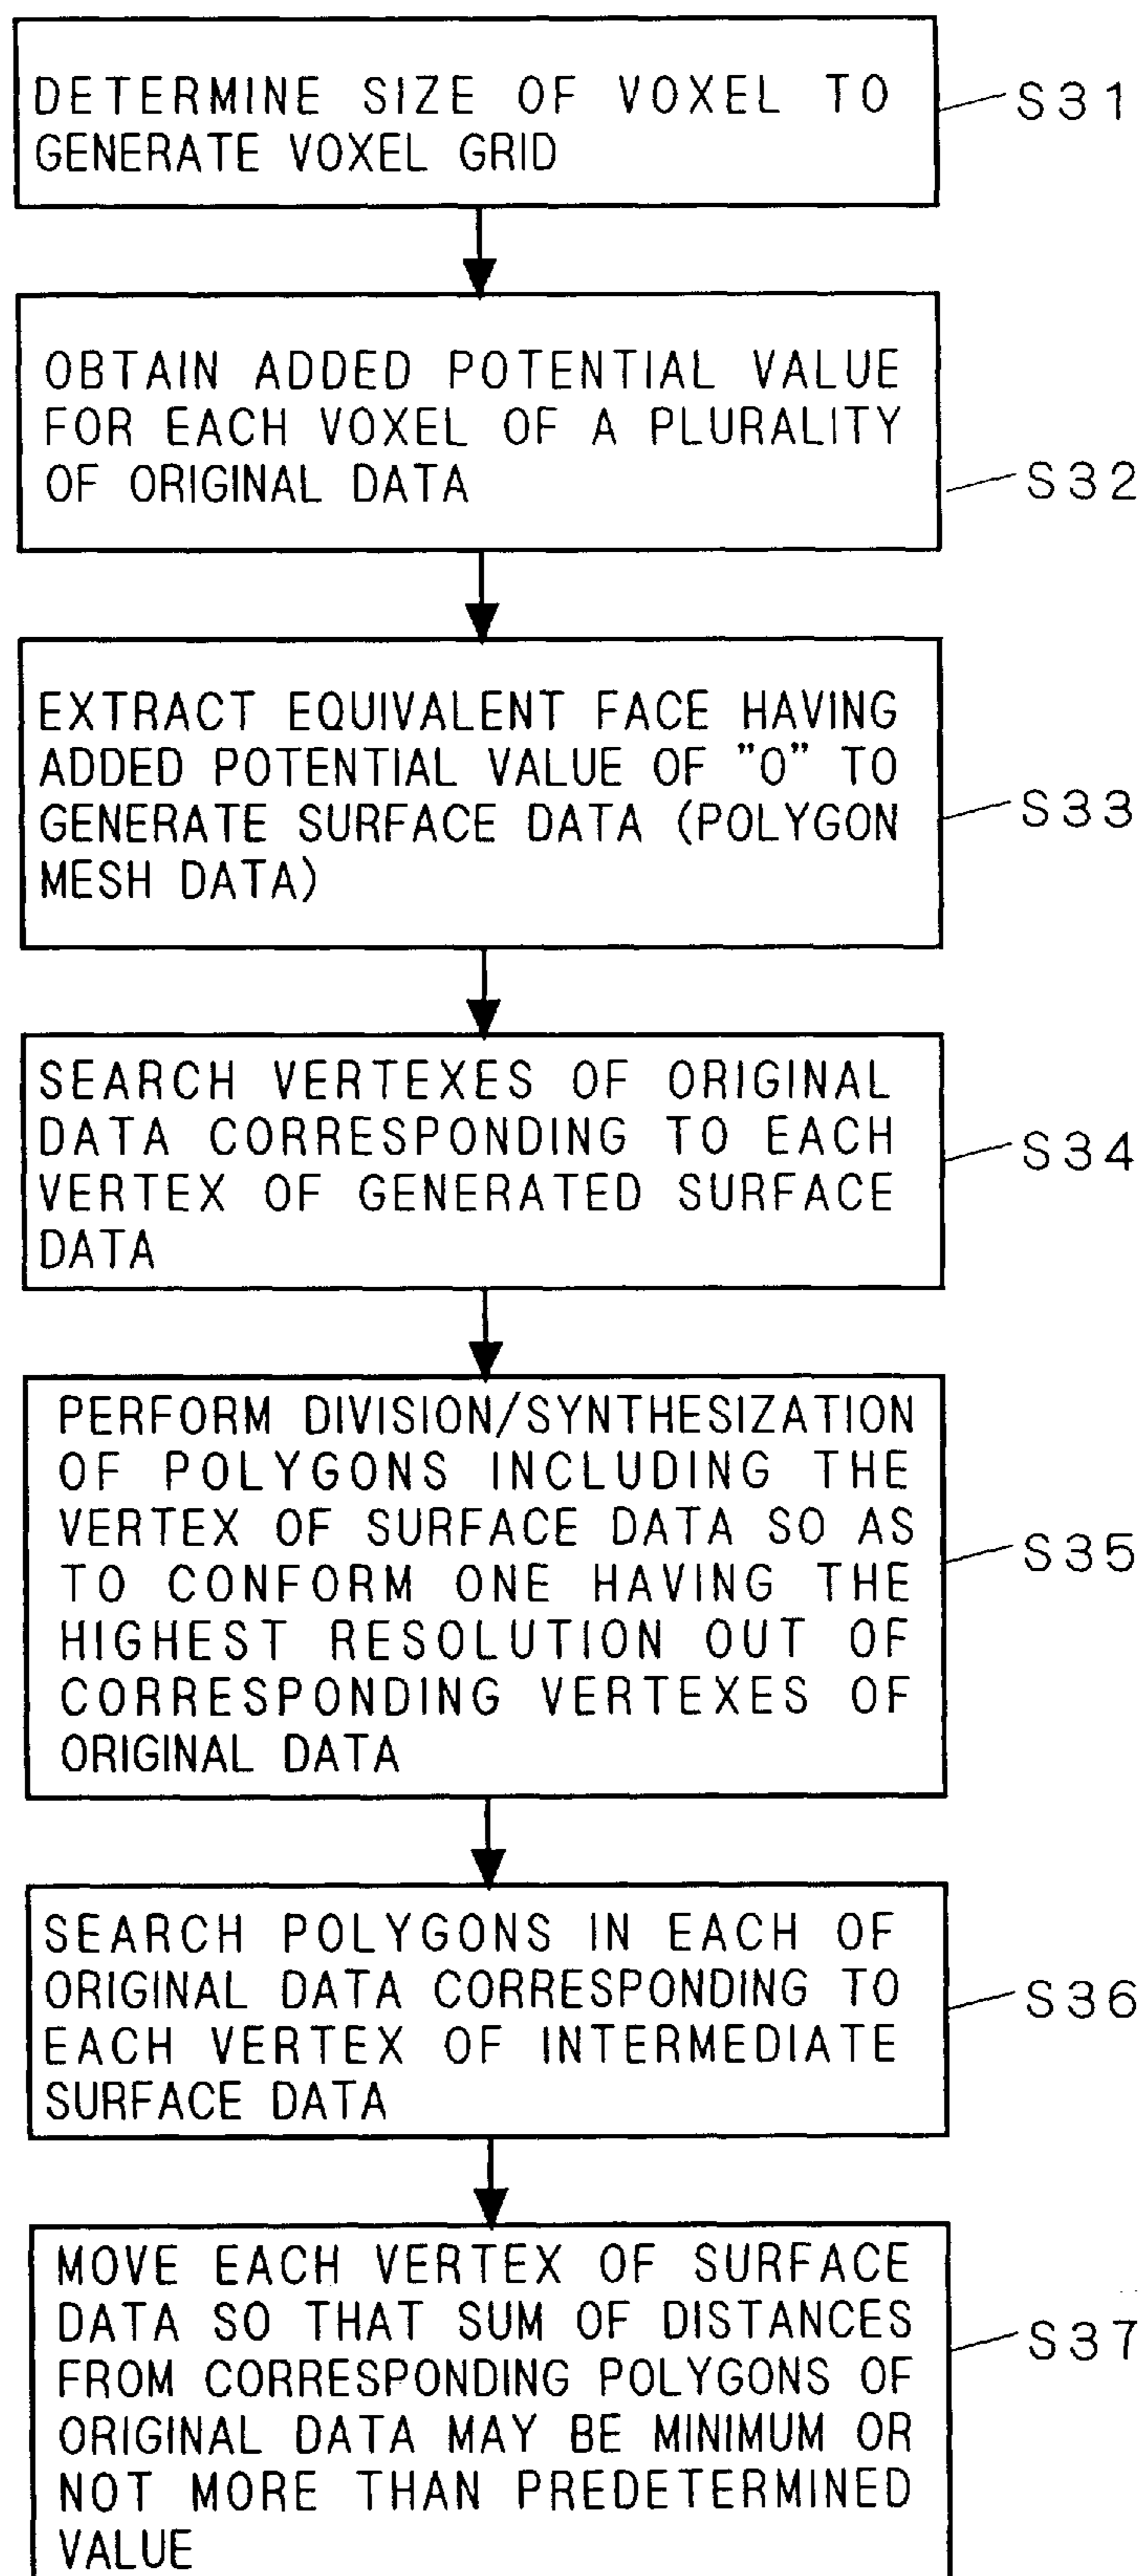 DETERMINE SIZE OF VOXEL TO
GENERATE VOXEL GRID
S31
OBTAIN ADDED POTENTIAL VALUE
FOR EACH VOXEL OF A PLURALITY
OF ORIGINAL DATA
S32
EXTRACT EQUIVALENT FACE HAVING
ADDED POTENTIAL VALUE OF "0" TO
GENERATE SURFACE DATA (POLYGON
MESH DATA)
S33
SEARCH VERTEXES OF ORIGINAL
DATA CORRESPONDING TO EACH
VERTEX OF GENERATED SURFACE
DATA
S34
PERFORM DIVISION/SYNTHESIZATION
OF POLYGONS INCLUDING THE
VERTEX OF SURFACE DATA SO AS
TO CONFORM ONE HAVING THE
HIGHEST RESOLUTION OUT OF
CORRESPONDING VERTEXES OF
ORIGINAL DATA
S35
SEARCH POLYGONS IN EACH OF
ORIGINAL DATA CORRESPONDING TO
EACH VERTEX OF INTERMEDIATE
SURFACE DATA
S36
MOVE EACH VERTEX OF SURFACE
DATA SO THAT SUM OF DISTANCES
FROM CORRESPONDING POLYGONS OF
ORIGINAL DATA MAY BE MINIMUM OR
NOT MORE THAN PREDETERMINED
VALUE
S37